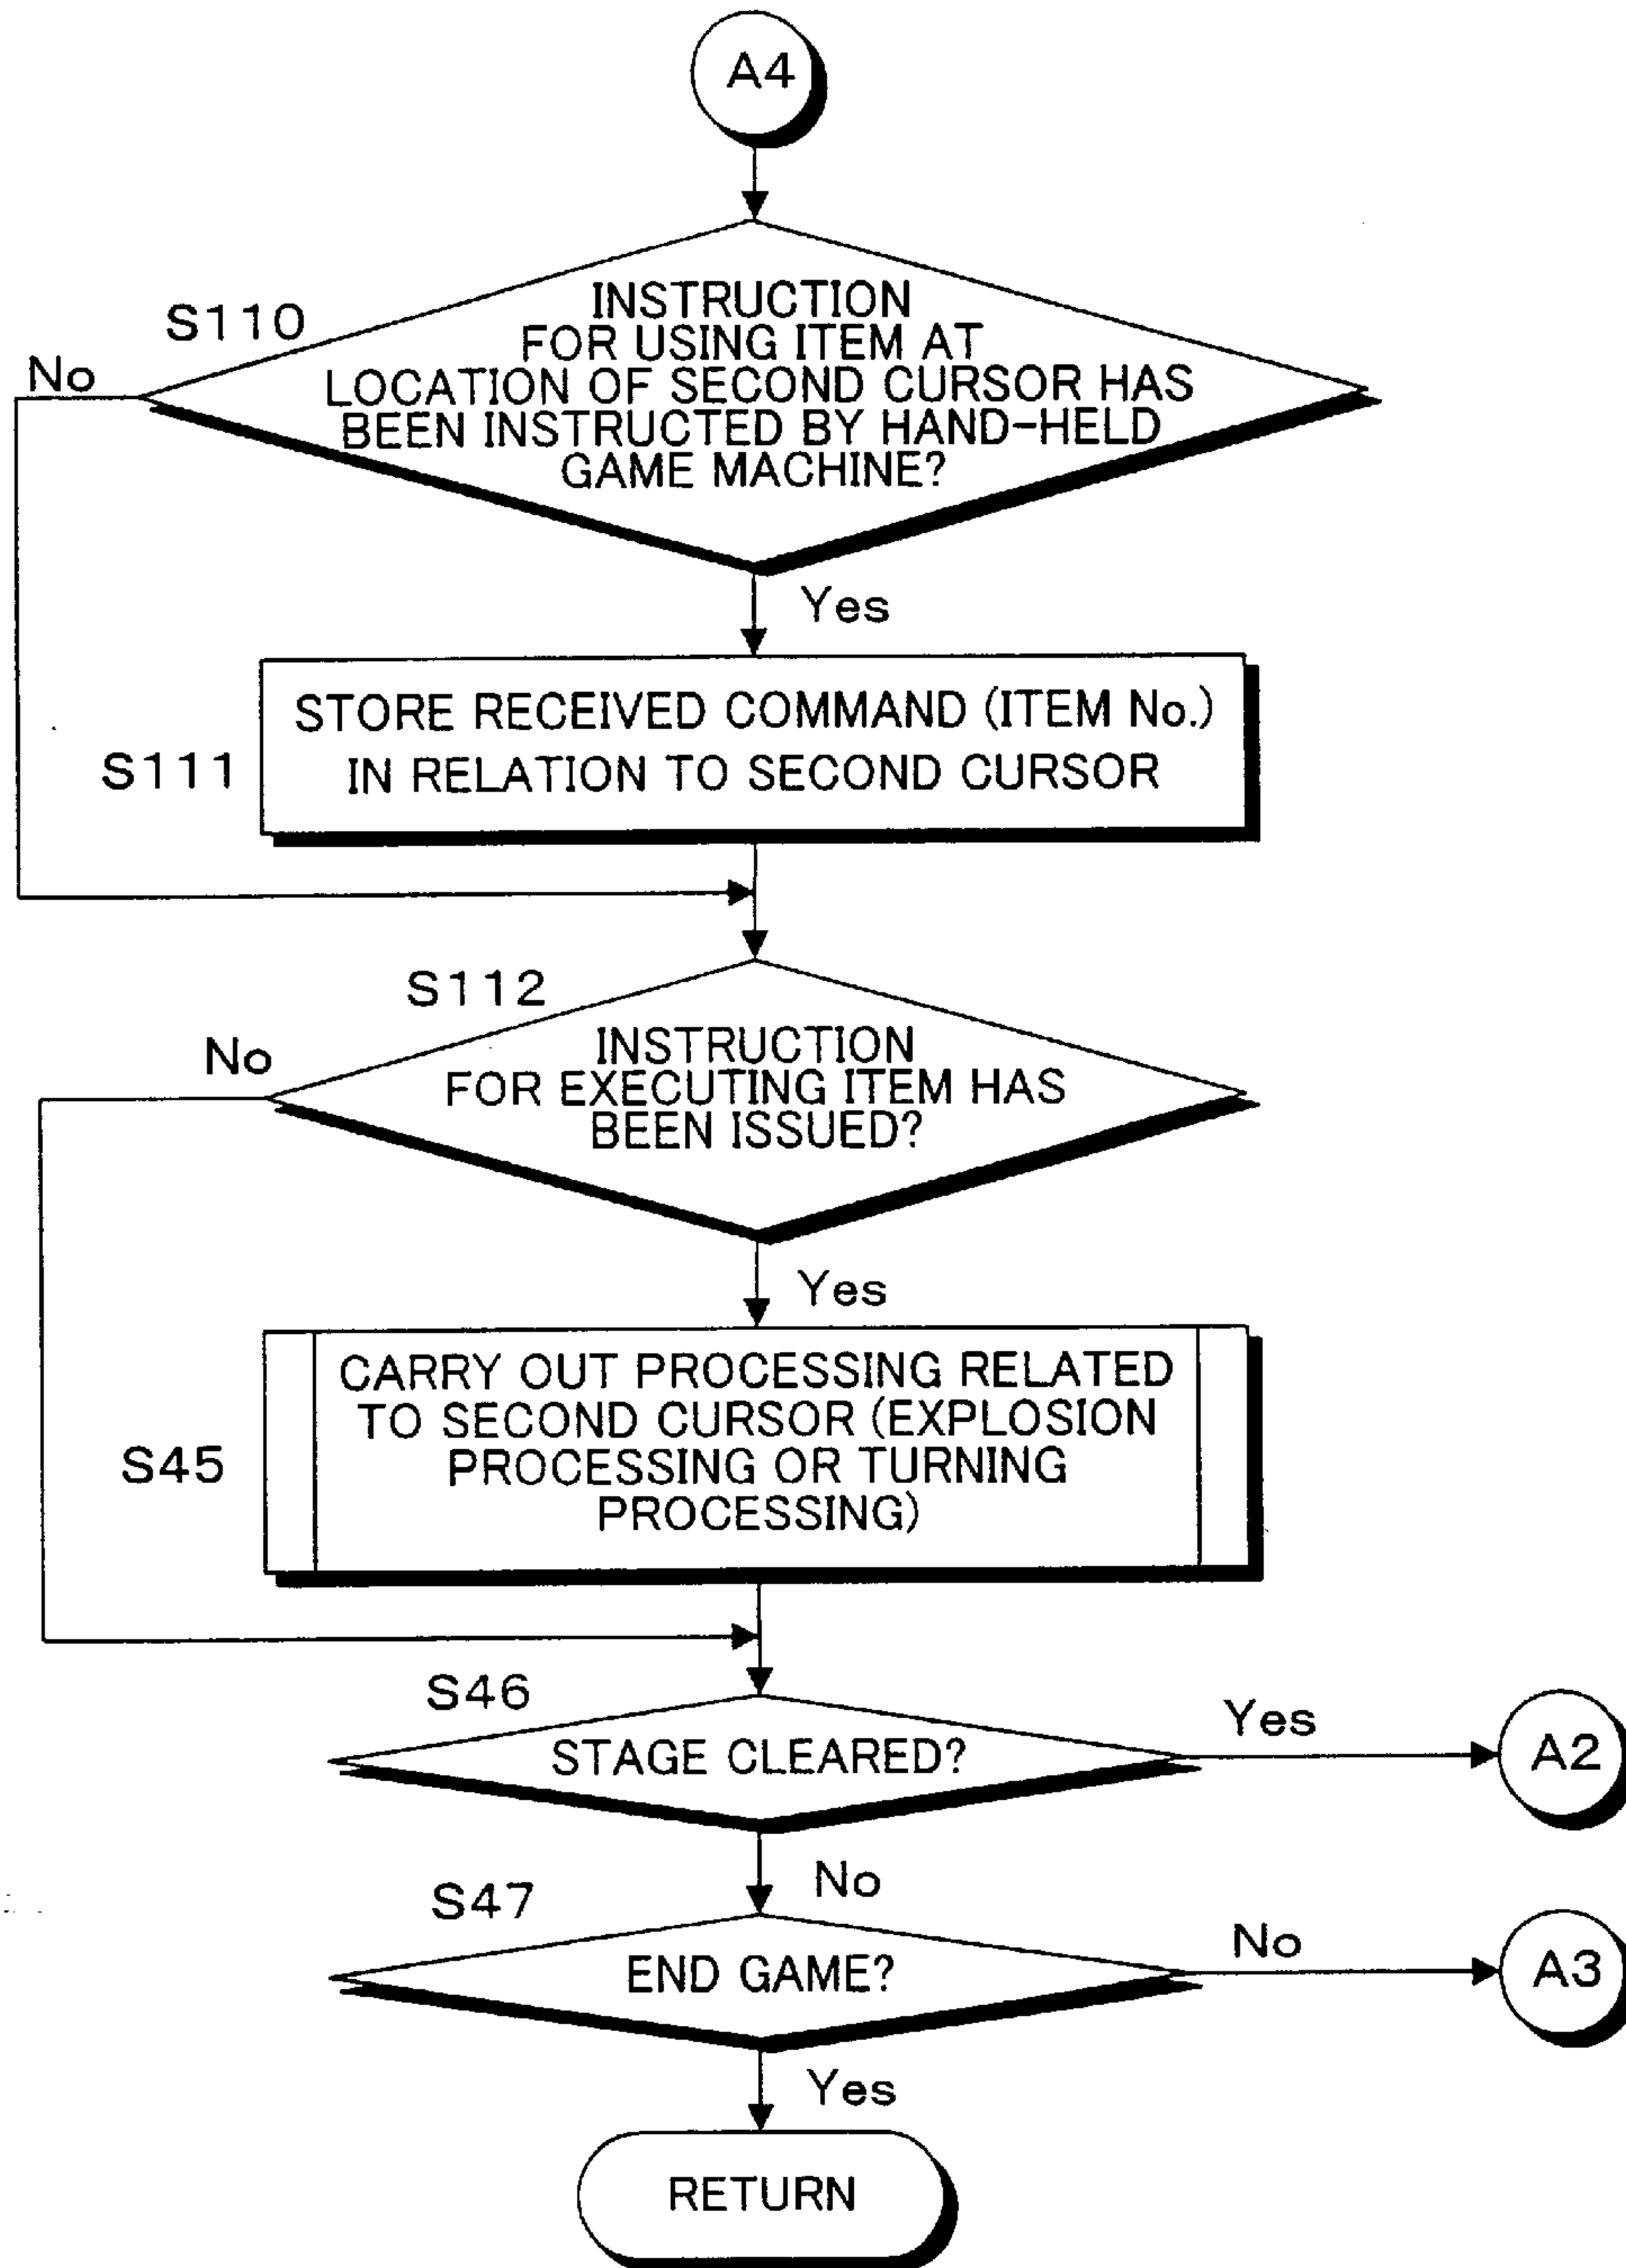 A4
S110
No
INSTRUCTION
FOR USING ITEM AT
LOCATION OF SECOND CURSOR HAS
BEEN INSTRUCTED BY HAND-HELD
GAME MACHINE?
Yes
S111
STORE RECEIVED COMMAND (ITEM No.)
IN RELATION TO SECOND CURSOR
S112
No
INSTRUCTION
FOR EXECUTING ITEM HAS
BEEN ISSUED?
Yes
S45
CARRY OUT PROCESSING RELATED
TO SECOND CURSOR (EXPLOSION
PROCESSING OR TURNING
PROCESSING)
S46
STAGE CLEARED?
Yes
A2
No
S47
END GAME?
No
A3
Yes
RETURN